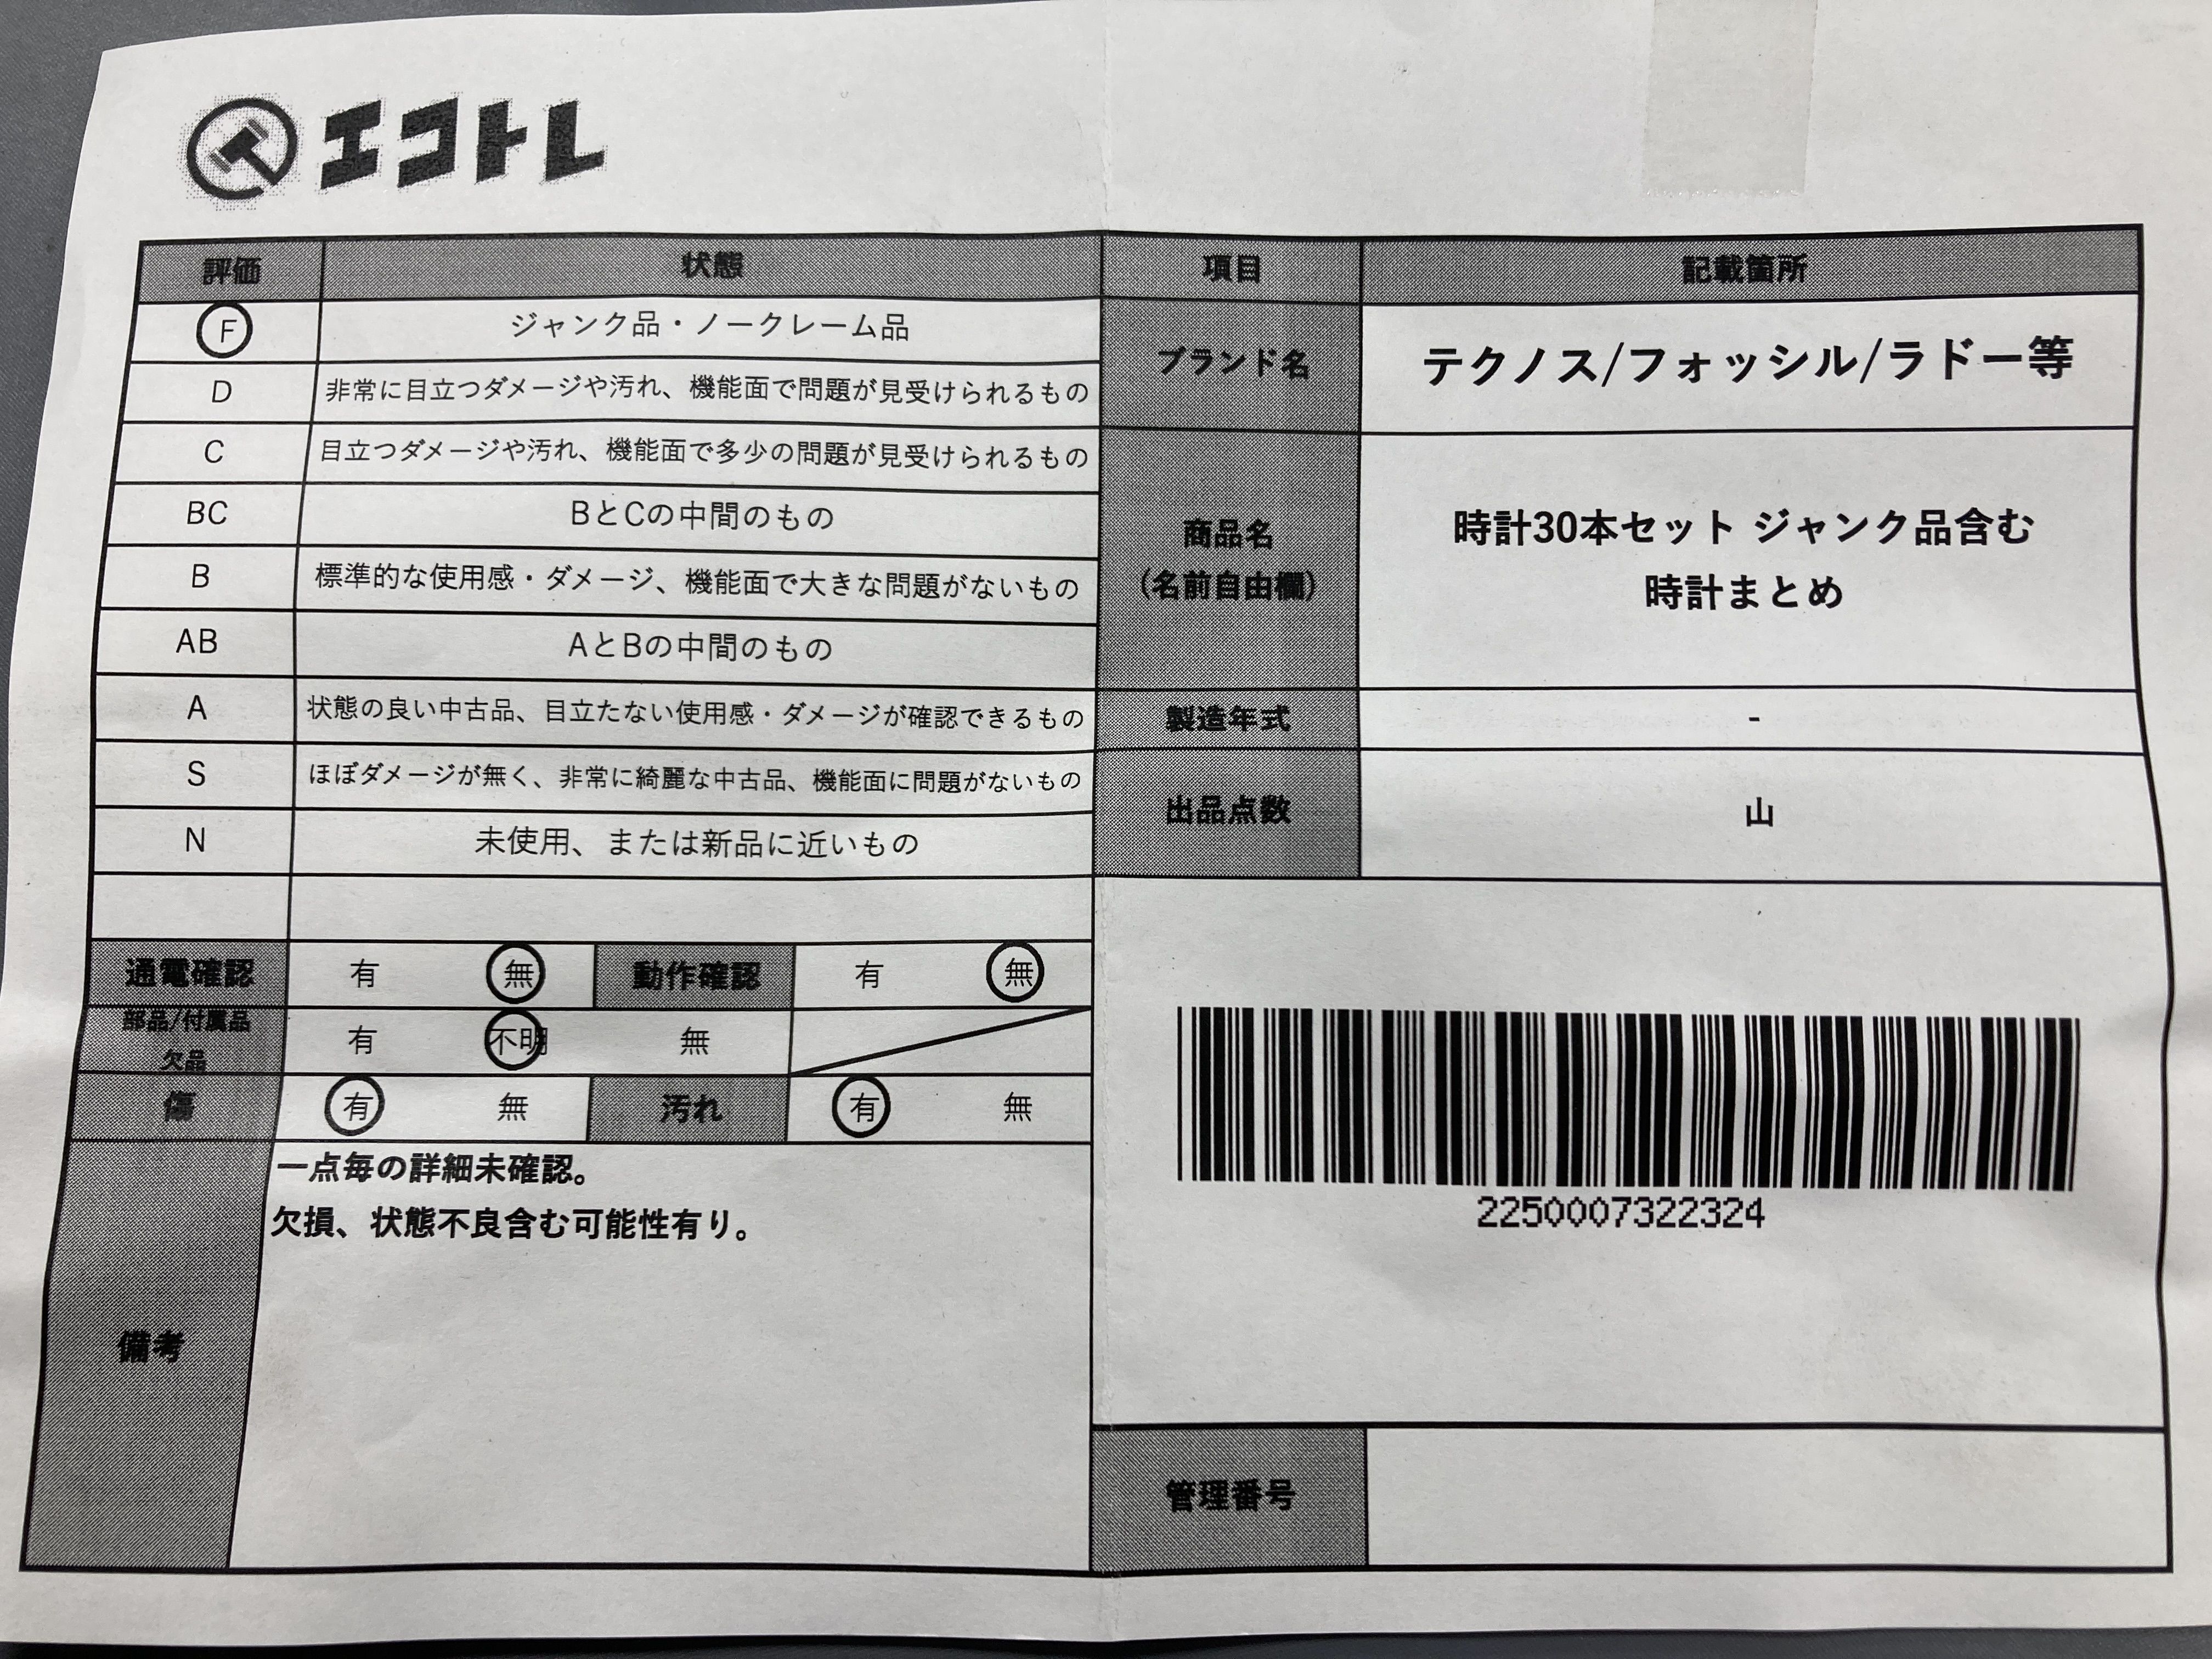 エコトレ
評価 状態
F ジャンク品・ノークレーム品
D 非常に目立つダメージや汚れ、機能面で問題が見受けられるもの
C 目立つダメージや汚れ、機能面で多少の問題が見受けられるもの
BC BとCの中間のもの
B 標準的な使用感・ダメージ、機能面で大きな問題がないもの
AB AとBの中間のもの
A 状態の良い中古品、目立たない使用感・ダメージが確認できるもの
S ほぼダメージが無く、非常に綺麗な中古品、機能面に問題がないもの
N 未使用、または新品に近いもの
通電確認 有 無 動作確認 有 無
部品/付属品
欠品 有 不明 無
傷 有 無 汚れ 有 無
備考
一点毎の詳細未確認。
欠損、状態不良含む可能性有り。
項目 記載箇所
ブランド名 テクノス/フォッシル/ラドー等
商品名
(名前自由欄)
時計30本セット ジャンク品含む
時計まとめ
製造年式 -
出品点数 山
2250007322324
管理番号